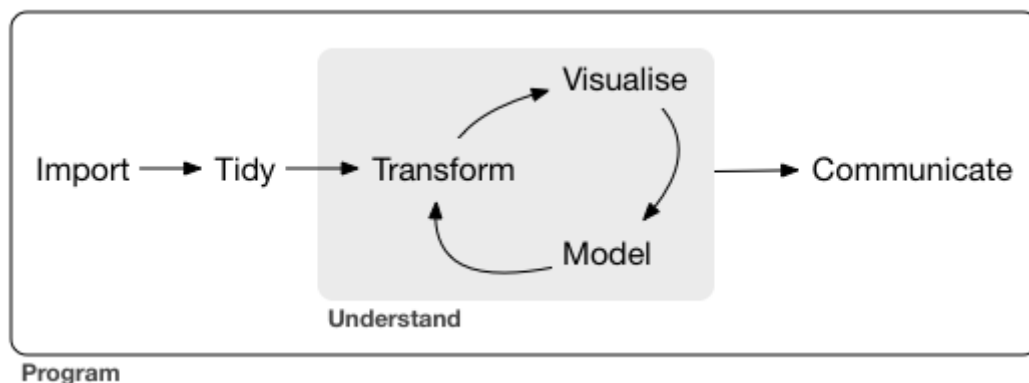 Visualise
Import
Tidy
Transform
Communicate
Model
Understand
Program